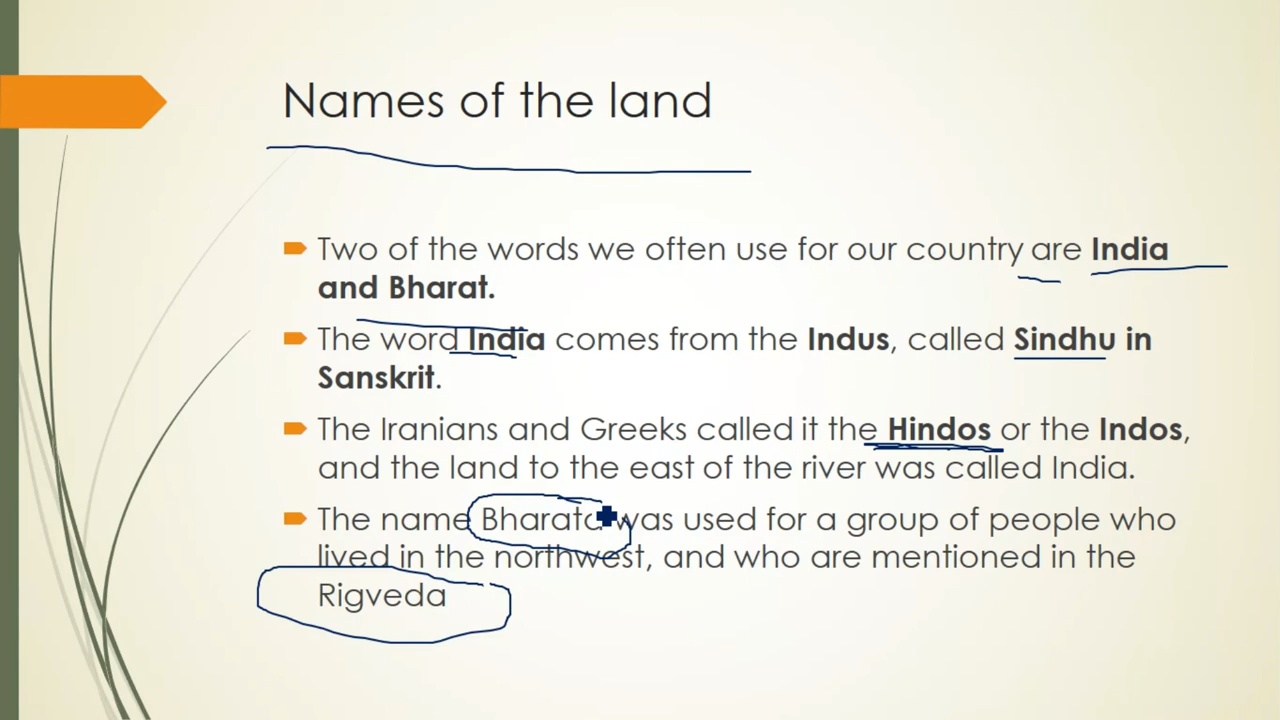 Names of the land
Two of the words we often use for our country are India
and Bharat.
The word India comes from the Indus, called Sindhu in
Sanskrit.
The Iranians and Greeks called it the Hindos or the Indos,
and the land to the east of the river was called India.
The name Bharata was used for a group of people who
lived in the northwest, and who are mentioned in the
Rigveda